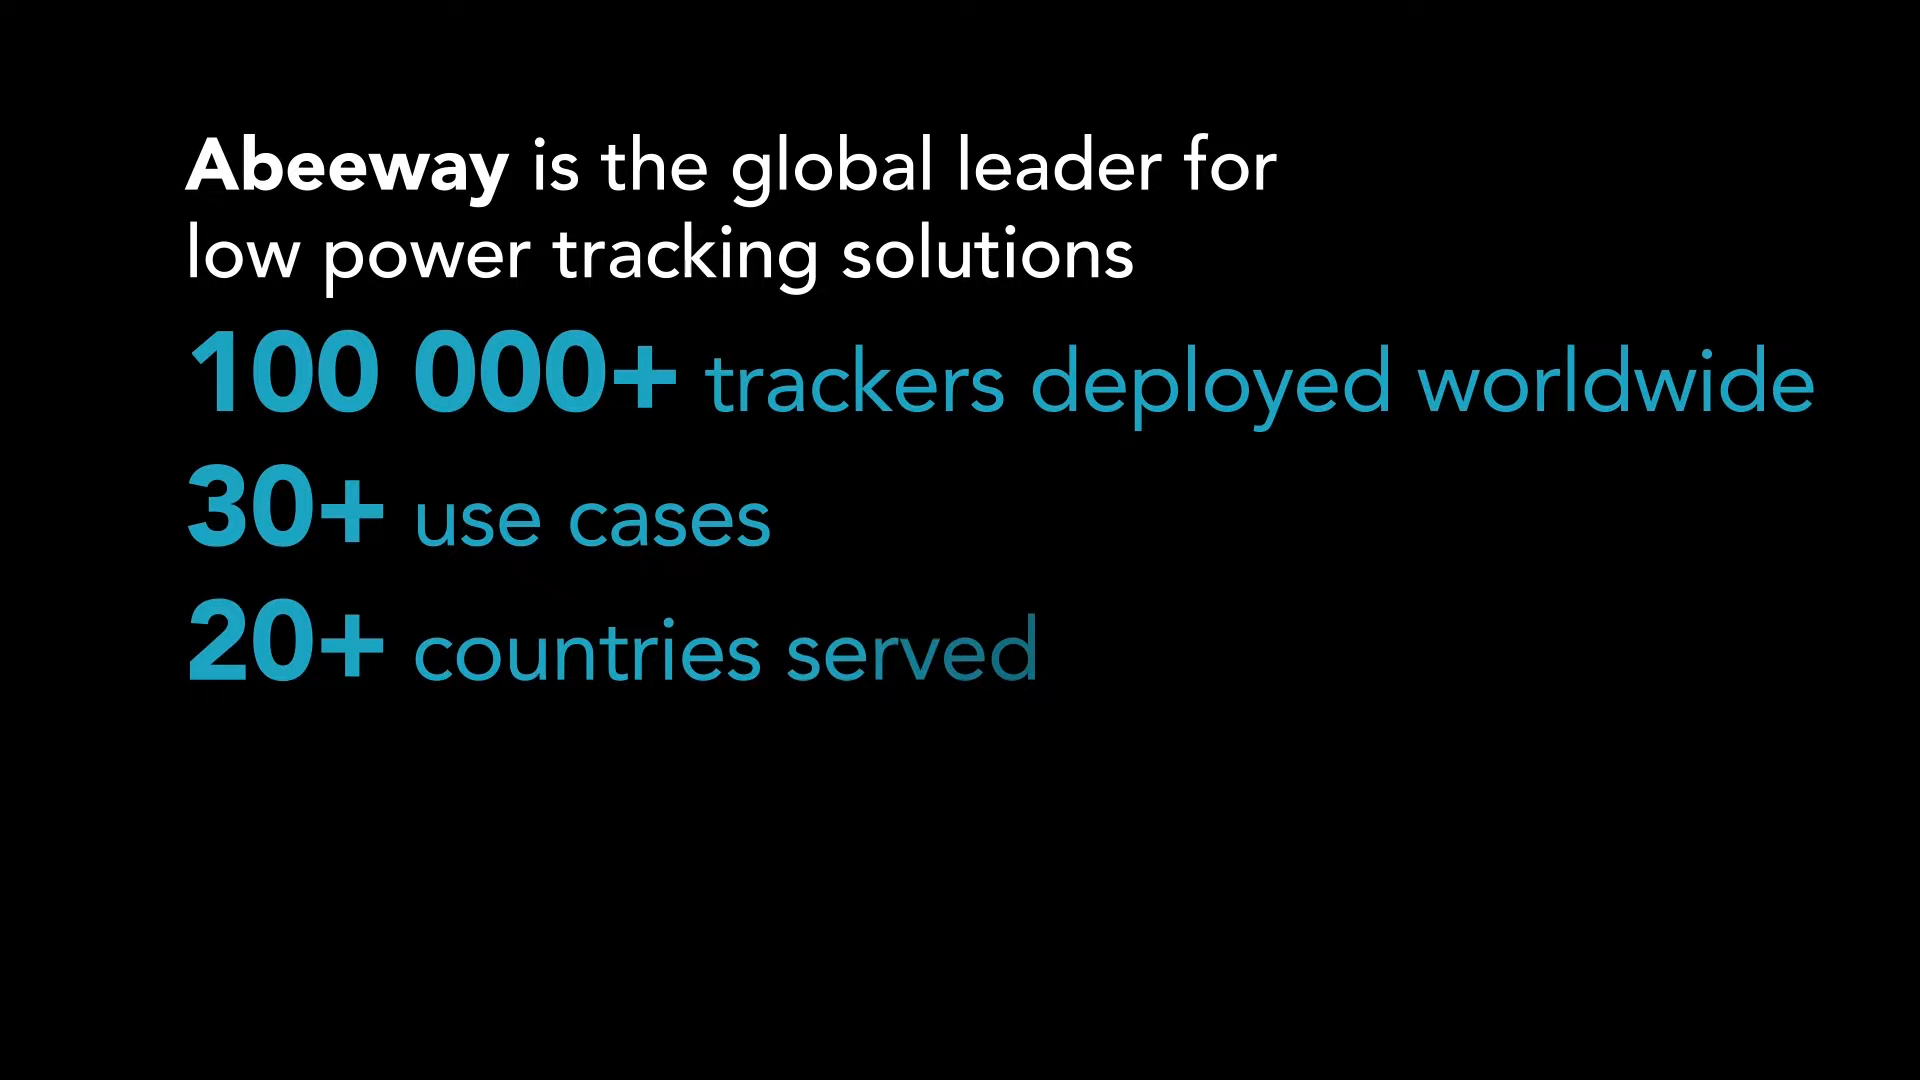 Abeeway is the global leader for
low power tracking solutions
100 000+ trackers deployed worldwide
30+ use cases
20+ countries served